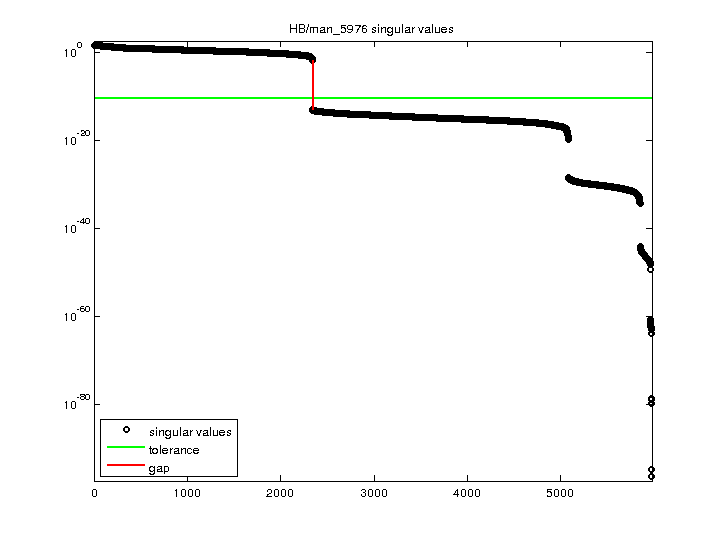 HB/man_5976 singular values
10^0
10^-20
10^-40
10^-60
10^-80
singular values
tolerance
gap
0 1000 2000 3000 4000 5000